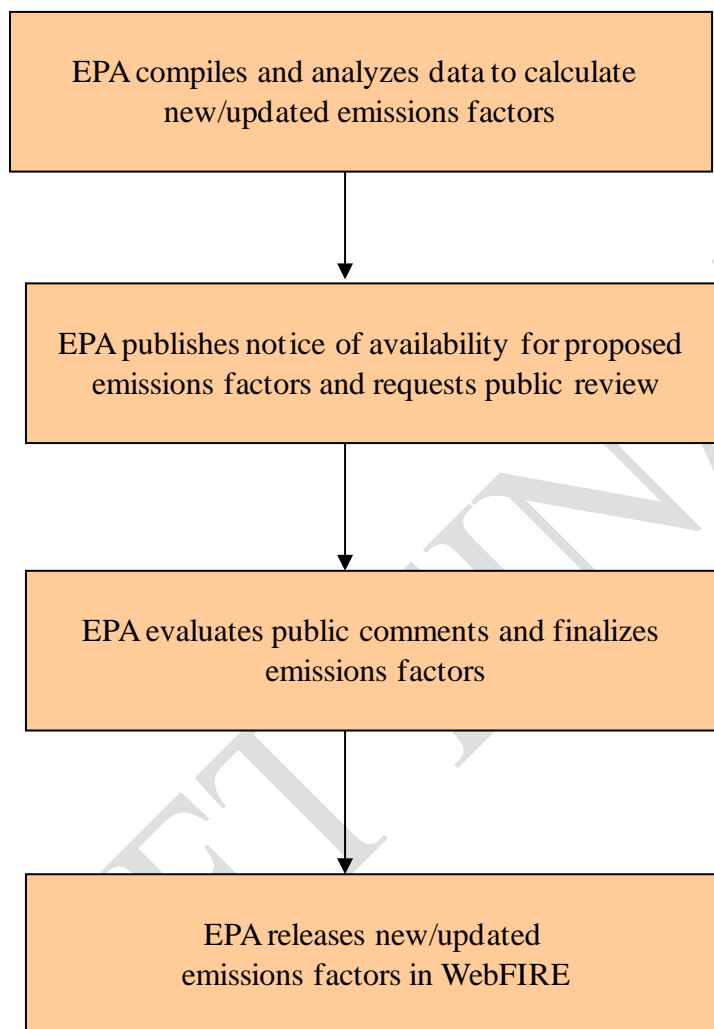 EPA compiles and analyzes data to calculate
new/updated emissions factors
EPA publishes notice of availability for proposed
emissions factors and requests public review
EPA evaluates public comments and finalizes
emissions factors
EPA releases new/updated
emissions factors in WebFIRE